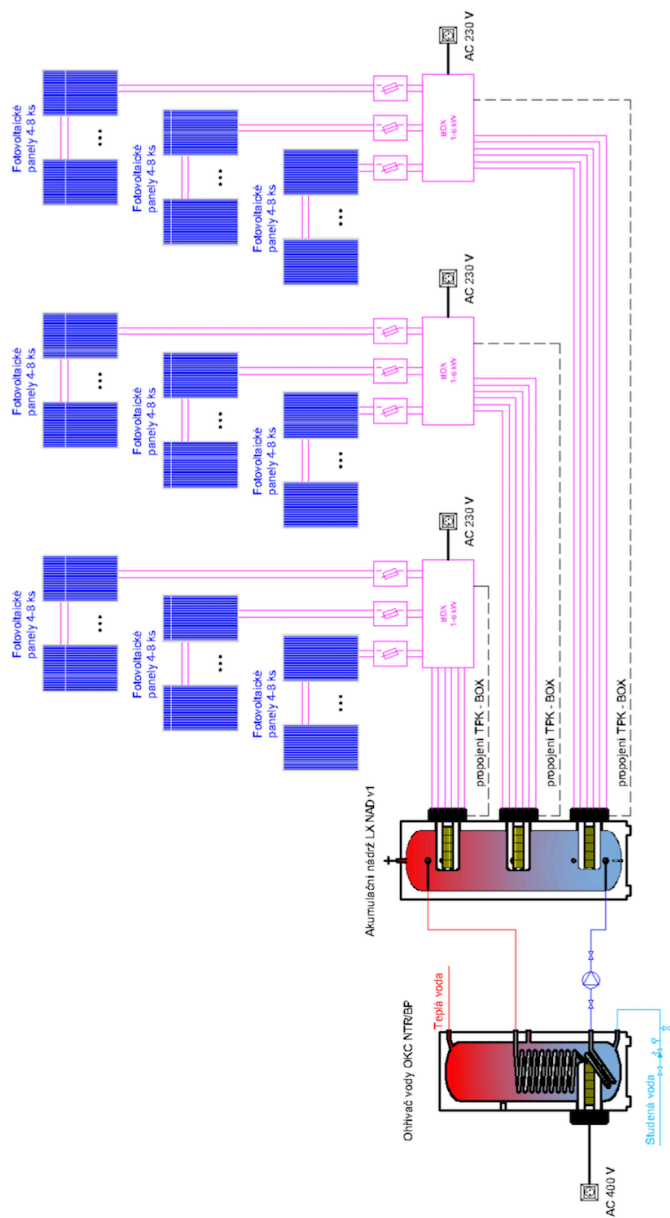 Fotovoltaické
panely 4-8 ks
Fotovoltaické
panely 4-8 ks
Fotovoltaické
panely 4-8 ks
Fotovoltaické
panely 4-8 ks
Fotovoltaické
panely 4-8 ks
Fotovoltaické
panely 4-8 ks
Fotovoltaické
panely 4-8 ks
Fotovoltaické
panely 4-8 ks
Fotovoltaické
panely 4-8 ks
XOR
1-6 kW
AC 230 V
XOR
1-6 kW
AC 230 V
XOR
1-6 kW
AC 230 V
Akumulační nádrž LX NAD v1
propojení TPK - BOX
propojení TPK - BOX
propojení TPK - BOX
Ohřívač vody OKC NTR/BP
Teplá voda
Studená voda
AC 400 V